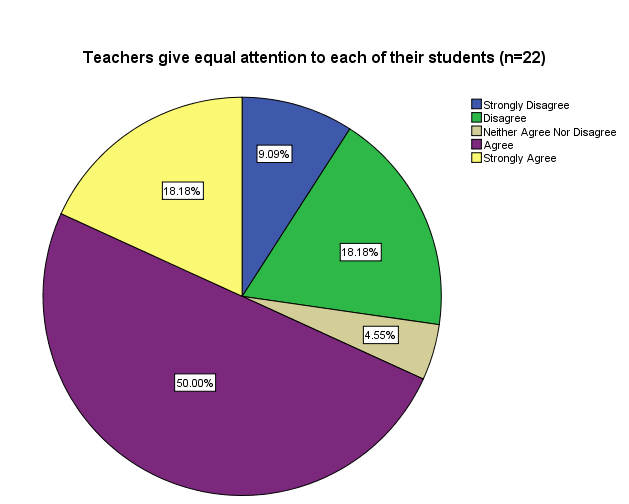 Teachers give equal attention to each of their students (n=22)
Strongly Disagree
Disagree
Neither Agree Nor Disagree
Agree
Strongly Agree
9.09%
18.18%
18.18%
4.55%
50.00%